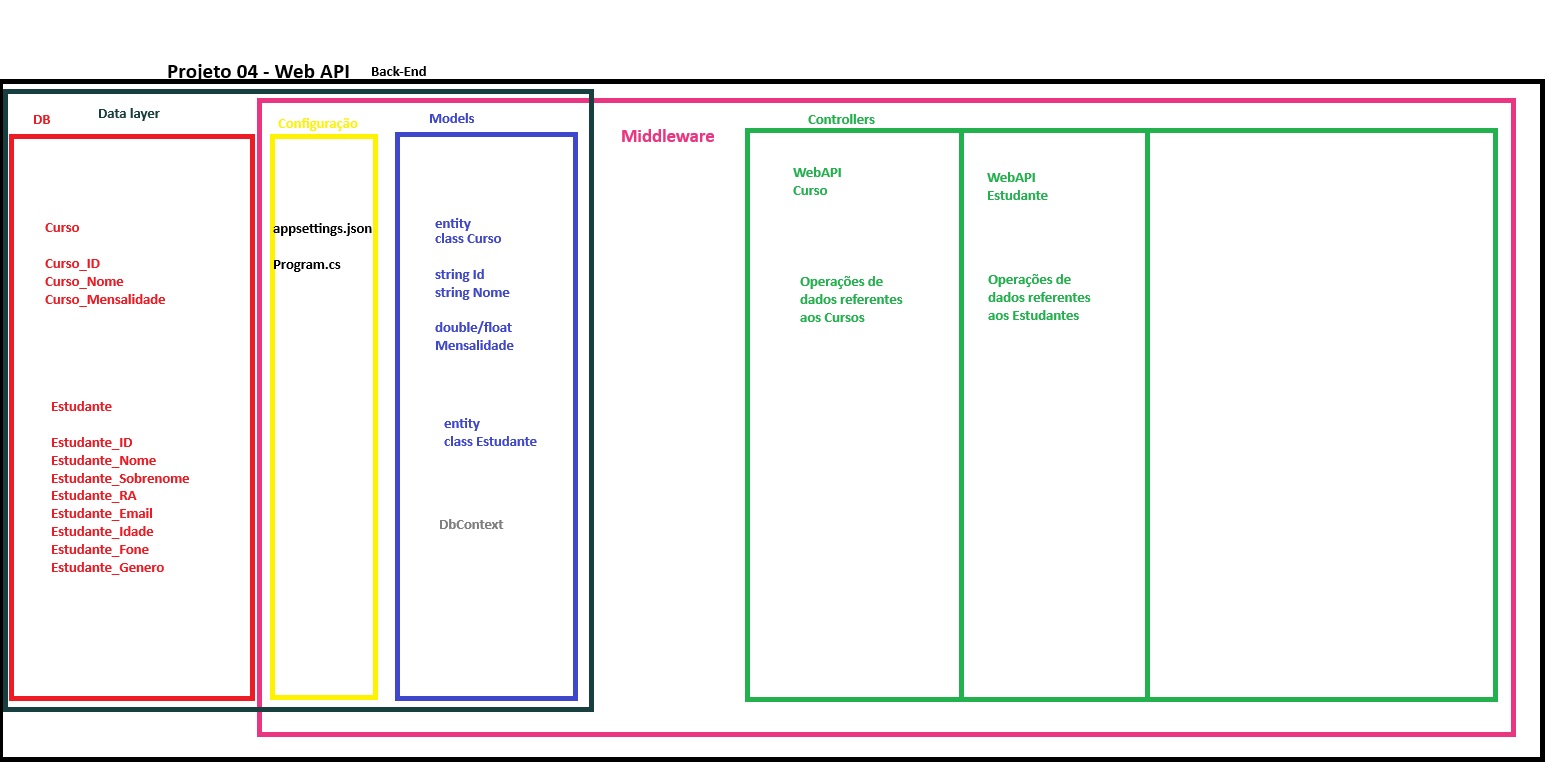 Projeto 04 - Web API Back-End
DB
Data layer
Curso
Curso_ID
Curso_Nome
Curso_Mensalidade
Estudante
Estudante_ID
Estudante_Nome
Estudante_Sobrenome
Estudante_RA
Estudante_Email
Estudante_Idade
Estudante_Fone
Estudante_Genero
Configuração
appsettings.json
Program.cs
Models
entity
class Curso
string Id
string Nome
double/float
Mensalidade
entity
class Estudante
DbContext
Middleware
Controllers
WebAPI
Curso
Operações de
dados referentes
aos Cursos
WebAPI
Estudante
Operações de
dados referentes
aos Estudantes